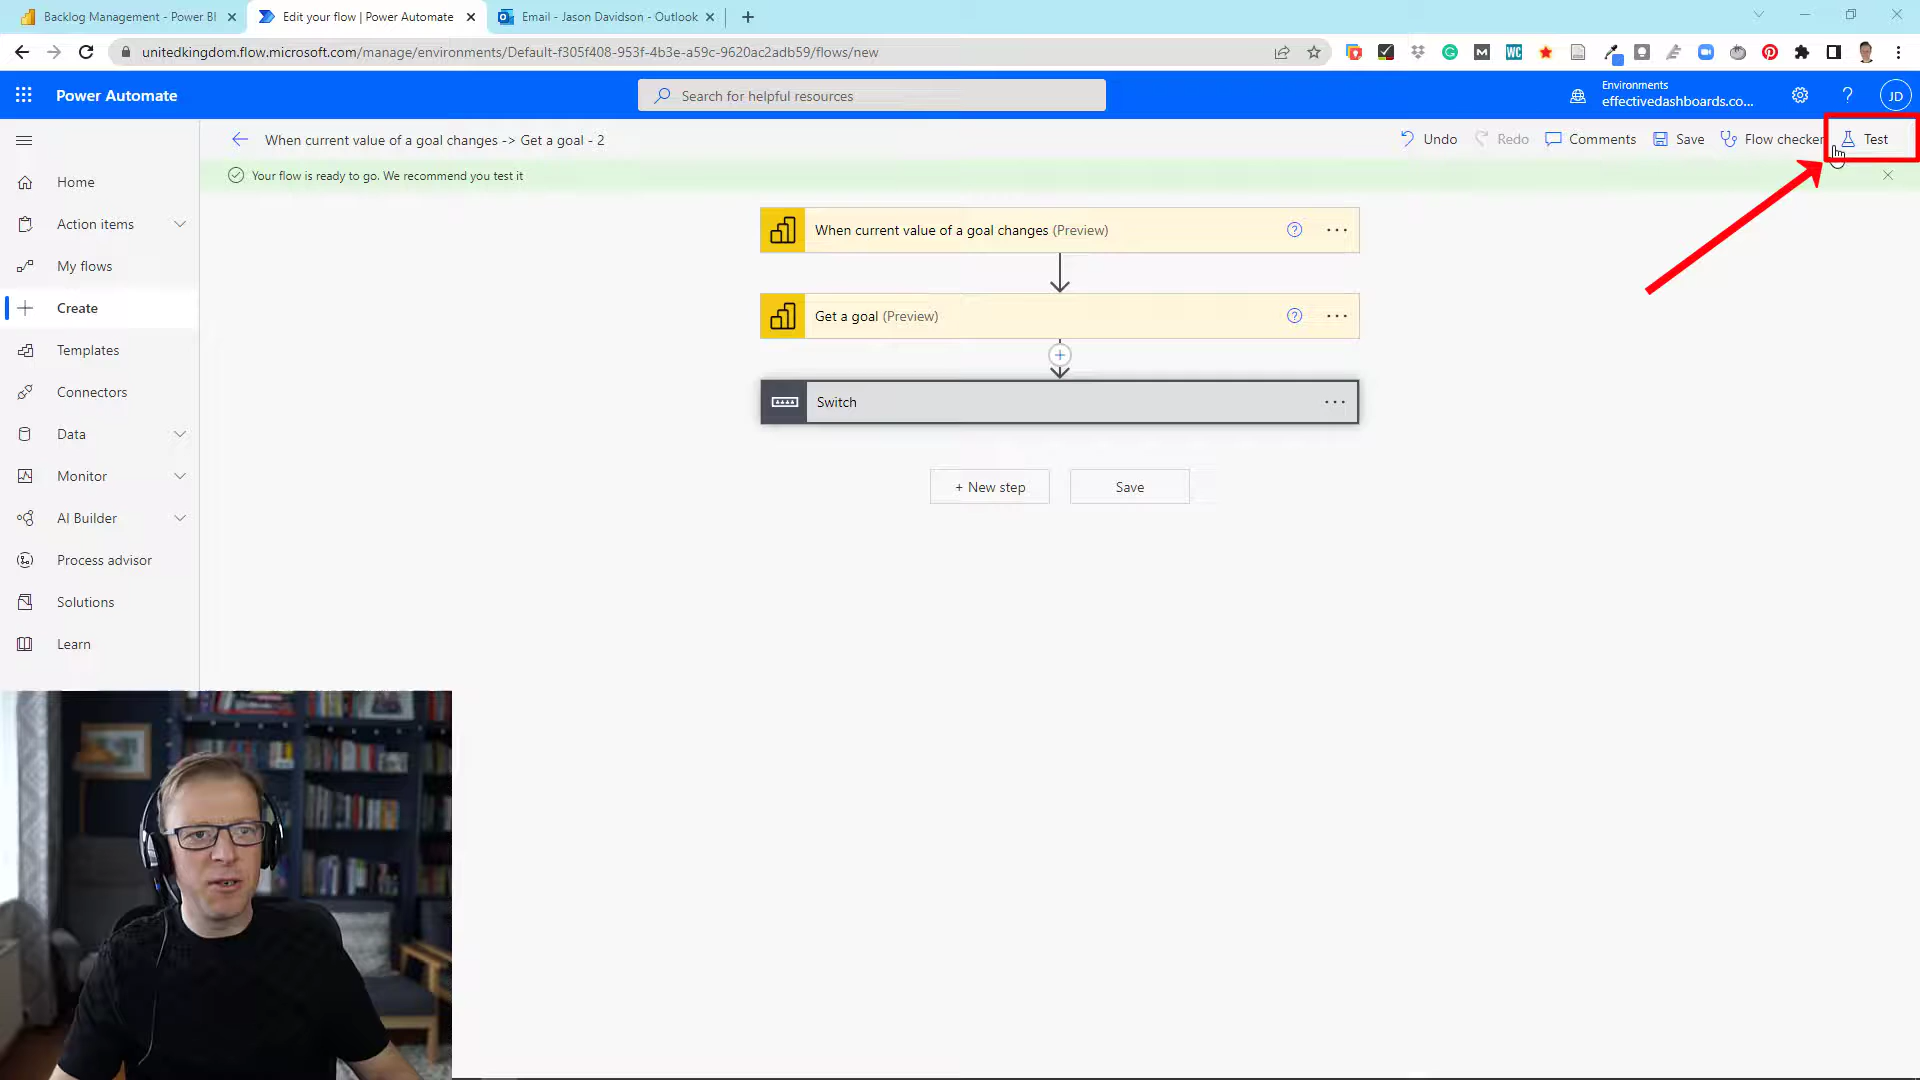 Backlog Management - Power BI
Edit your flow | Power Automate
Email - Jason Davidson - Outlook
unitedkingdom.flow.microsoft.com/manage/environments/Default-f305f408-953f-4b3e-a59c-9620ac2adb59/flows/new
Power Automate
Search for helpful resources
Environments
effectivedashboards.co...
JD
When current value of a goal changes -> Get a goal - 2
Undo
Redo
Comments
Save
Flow checker
Test
Your flow is ready to go. We recommend you test it
Home
Action items
My flows
Create
Templates
Connectors
Data
Monitor
AI Builder
Process advisor
Solutions
Learn
When current value of a goal changes (Preview)
Get a goal (Preview)
Switch
+ New step
Save